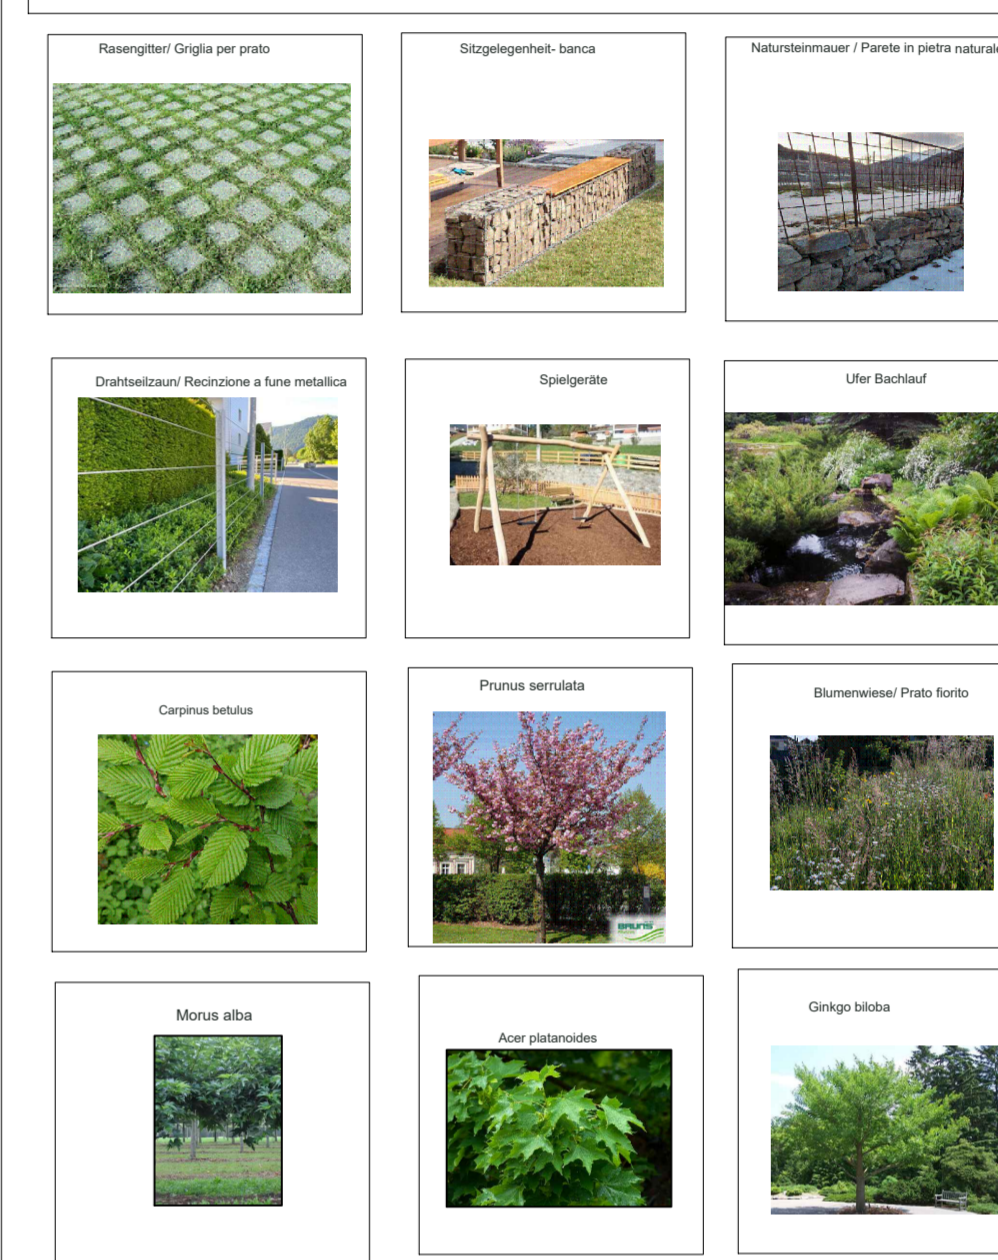 Rasengitter/ Griglia per prato
Sitzgelegenheit- banca
Natursteinmauer / Parete in pietra naturale
Drahtseilzaun/ Recinzione a fune metallica
Spielgeräte
Ufer Bachlauf
Carpinus betulus
Prunus serrulata
Blumenwiese/ Prato fiorito
BRUNS
Morus alba
Acer platanoides
Ginkgo biloba